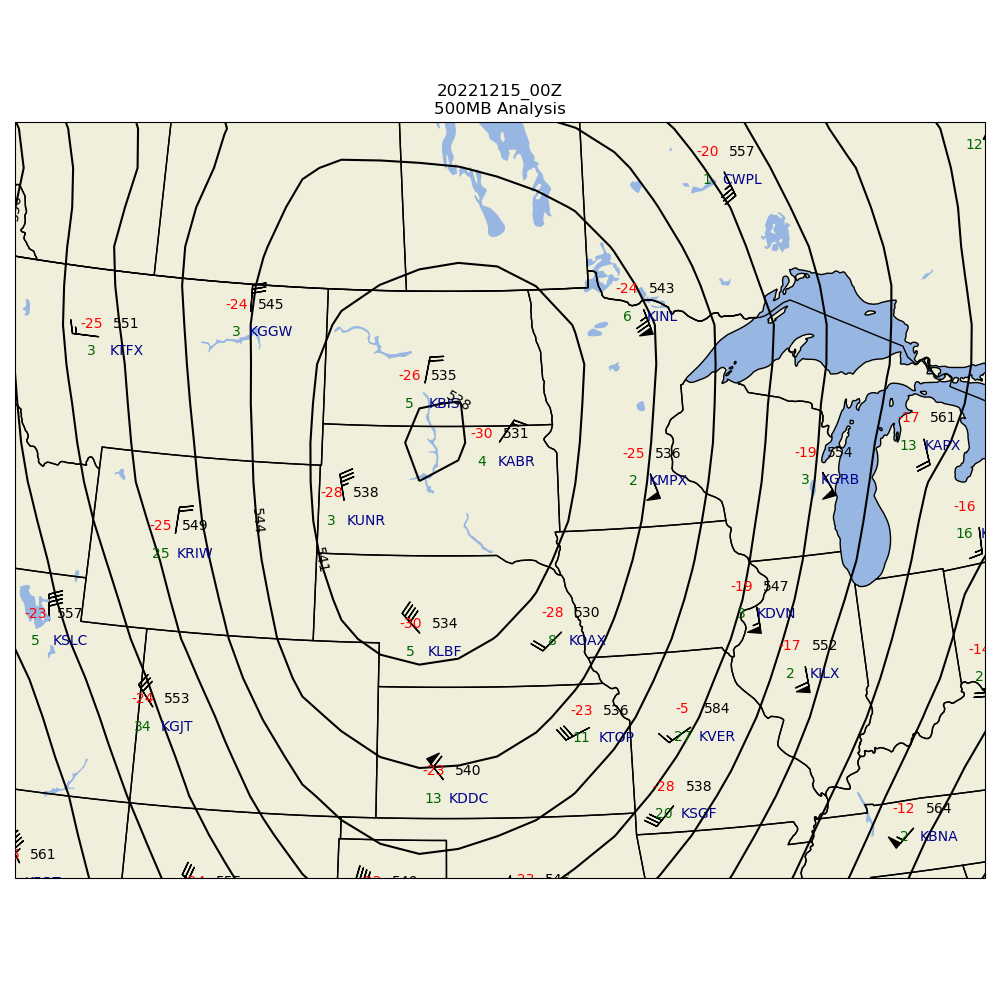 20221215_00Z
500MB Analysis
12
-20 557
1 CWPL
-24 543
6 KINL
-24 545
3 KGGW
-25 551
3 KTFX
-26 535
5 KBIS
538
-30 531
4 KABR
17 561
13 KAPX
-25 536
2 KMPX
-19 554
3 KGRB
-28 538
3 KUNR
-16
16
544
-25 549
25 KRIW
541
-19 547
KDVN
-23 557
5 KSLC
-30 534
5 KLBF
-28 530
8 KOAX
-17 552
2 KILX
-14
2
-24 553
34 KGJT
-23 536
11 KTOP
-5 584
27 KVER
-23 540
13 KDDC
-28 538
20 KSGF
-12 564
2 KBNA
561